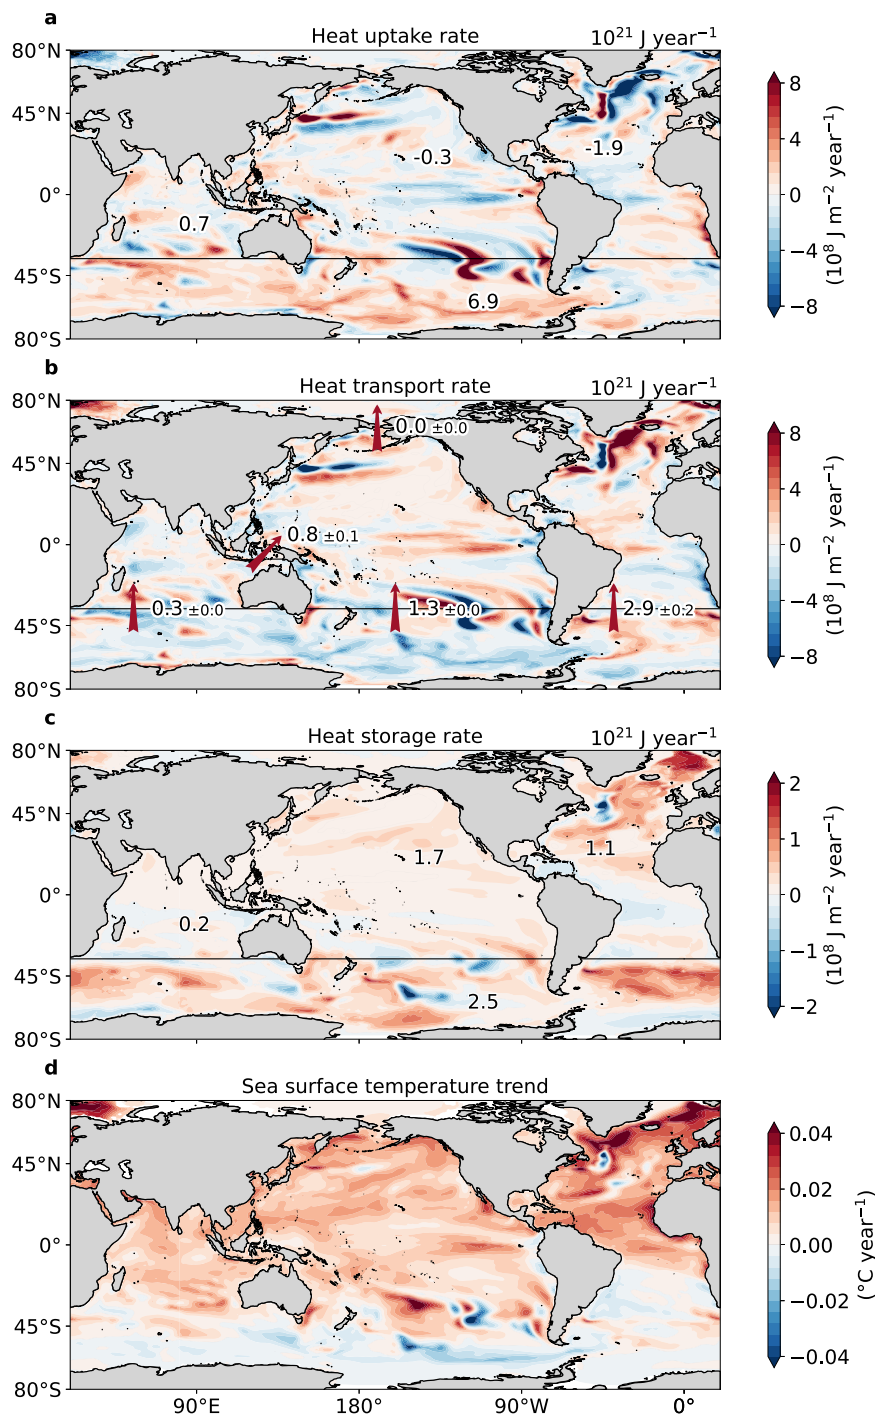 a
Heat uptake rate 10²¹ J year⁻¹
80°N
45°N
0°
45°S
80°S
-0.3
-1.9
0.7
6.9
8
4
0
−4
−8
(10⁸ J m⁻² year⁻¹)
b
Heat transport rate 10²¹ J year⁻¹
80°N
45°N
0°
45°S
80°S
0.0 ±0.0
0.8 ±0.1
0.3 ±0.0
1.3 ±0.0
2.9 ±0.2
8
4
0
−4
−8
(10⁸ J m⁻² year⁻¹)
c
Heat storage rate 10²¹ J year⁻¹
80°N
45°N
0°
45°S
80°S
1.7
1.1
0.2
2.5
2
1
0
−1
−2
(10⁸ J m⁻² year⁻¹)
d
Sea surface temperature trend
80°N
45°N
0°
45°S
80°S
90°E 180° 90°W 0°
0.04
0.02
0.00
−0.02
−0.04
(°C year⁻¹)